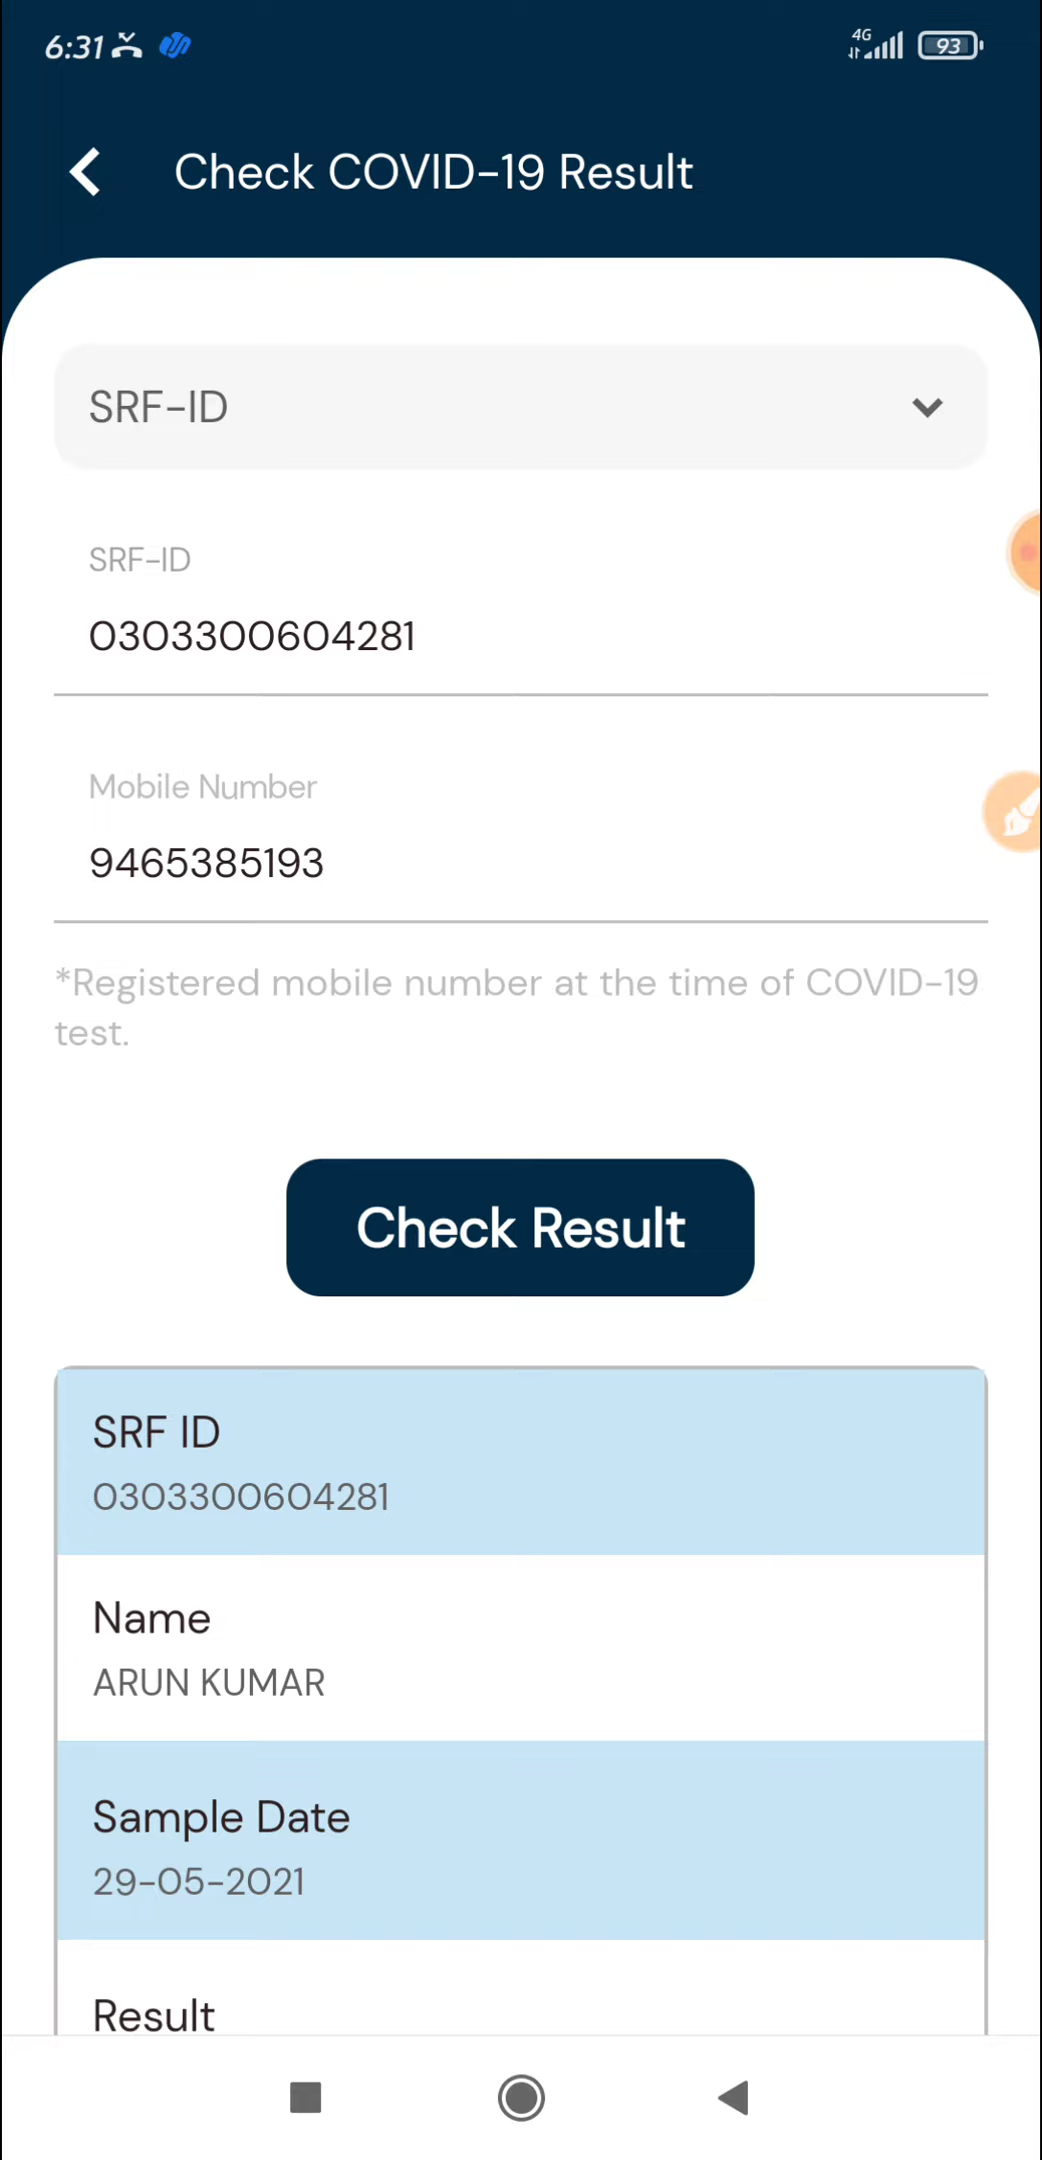 6:31
4G
93
Check COVID-19 Result
SRF-ID
SRF-ID
0303300604281
Mobile Number
9465385193
*Registered mobile number at the time of COVID-19
test.
Check Result
SRF ID
0303300604281
Name
ARUN KUMAR
Sample Date
29-05-2021
Result